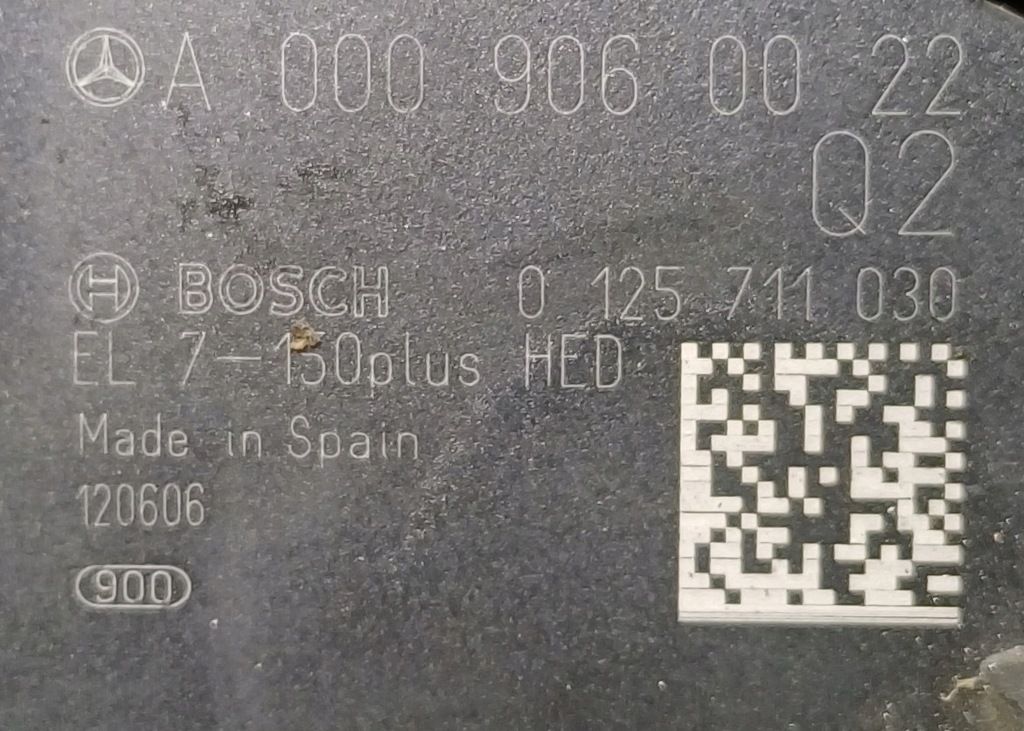 A 000 906 00 22
Q2
BOSCH 0 125 711 030
EL 7-150plus HED
Made in Spain
120606
900